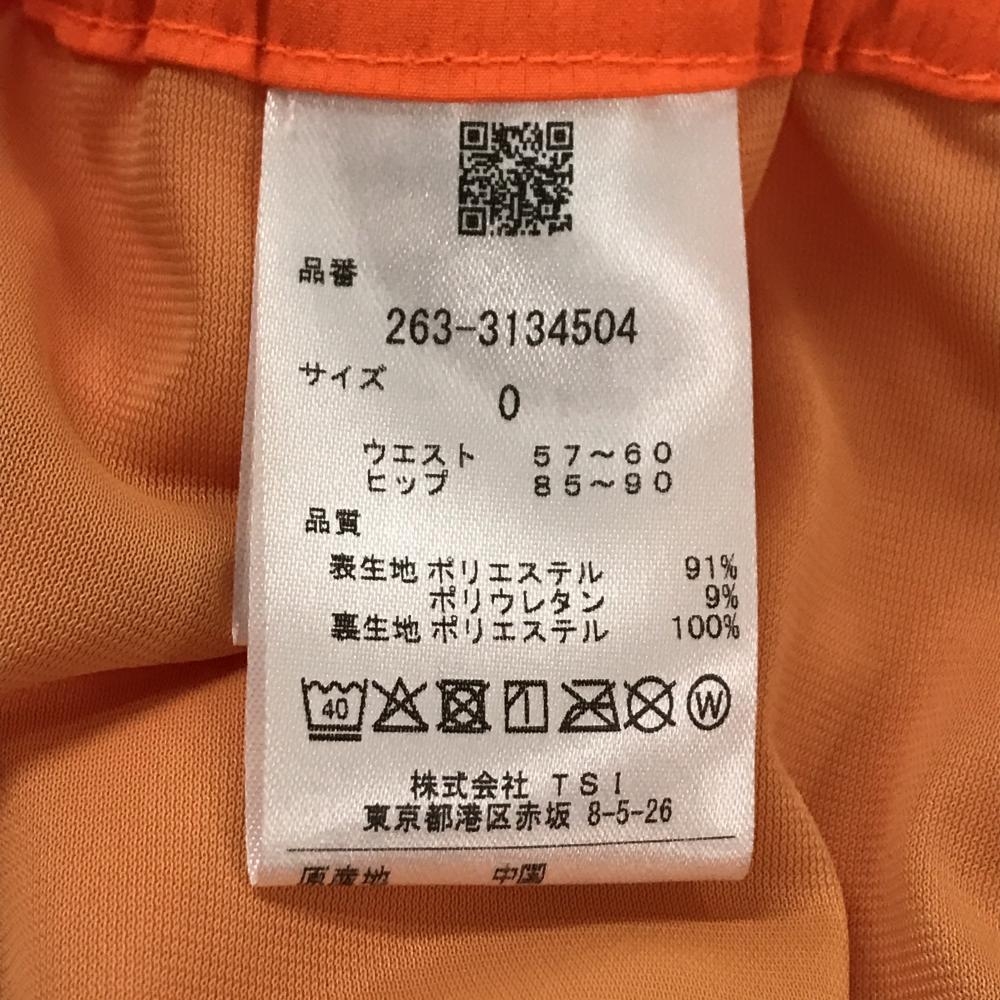 品番
263-3134504
サイズ
0
ウエスト 57〜60
ヒップ 85〜90
品質
表生地 ポリエステル 91%
ポリウレタン 9%
裏生地 ポリエステル 100%
40 W
株式会社 TSI
東京都港区赤坂 8-5-26
原産地 中国